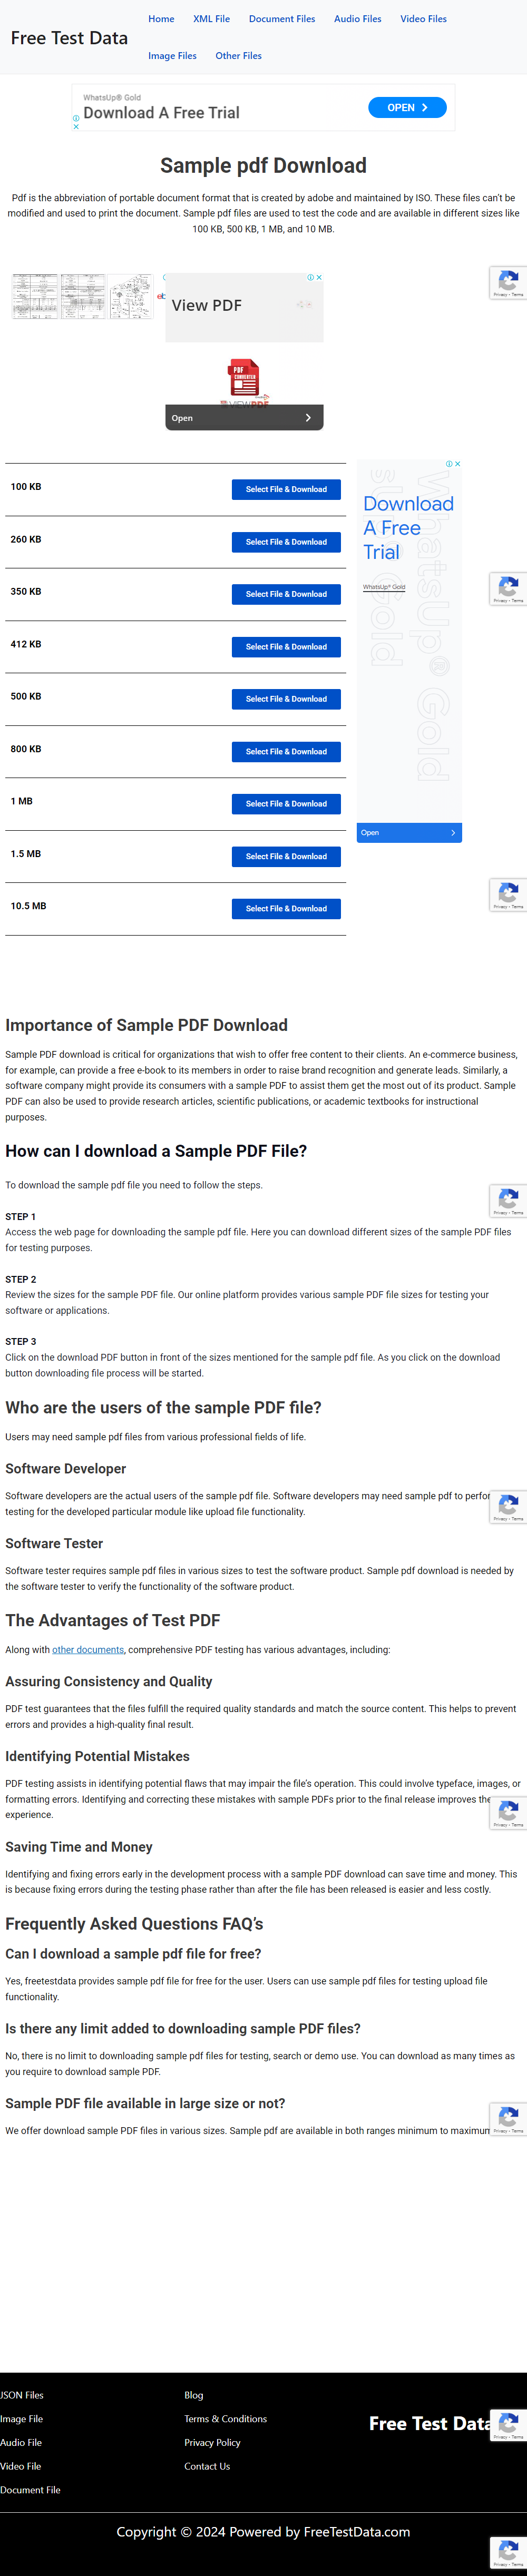 Free Test Data
Home XML File Document Files Audio Files Video Files
Image Files Other Files
WhatsUp® Gold
Download A Free Trial
OPEN
Sample pdf Download
Pdf is the abbreviation of portable document format that is created by adobe and maintained by ISO. These files can't be
modified and used to print the document. Sample pdf files are used to test the code and are available in different sizes like
100 KB, 500 KB, 1 MB, and 10 MB.
Privacy - Terms
View PDF
PDF
CONVERTER
VIEWPDF
Open
100 KB Select File & Download
260 KB Select File & Download
350 KB Select File & Download
412 KB Select File & Download
500 KB Select File & Download
800 KB Select File & Download
1 MB Select File & Download
1.5 MB Select File & Download
10.5 MB Select File & Download
Download
A Free
Trial
WhatsUp® Gold
WhatsUp® Gold
Open
Privacy - Terms
Privacy - Terms
Importance of Sample PDF Download
Sample PDF download is critical for organizations that wish to offer free content to their clients. An e-commerce business,
for example, can provide a free e-book to its members in order to raise brand recognition and generate leads. Similarly, a
software company might provide its consumers with a sample PDF to assist them get the most out of its product. Sample
PDF can also be used to provide research articles, scientific publications, or academic textbooks for instructional
purposes.
How can I download a Sample PDF File?
To download the sample pdf file you need to follow the steps.
Privacy - Terms
STEP 1
Access the web page for downloading the sample pdf file. Here you can download different sizes of the sample PDF files
for testing purposes.
STEP 2
Review the sizes for the sample PDF file. Our online platform provides various sample PDF file sizes for testing your
software or applications.
STEP 3
Click on the download PDF button in front of the sizes mentioned for the sample pdf file. As you click on the download
button downloading file process will be started.
Who are the users of the sample PDF file?
Users may need sample pdf files from various professional fields of life.
Software Developer
Software developers are the actual users of the sample pdf file. Software developers may need sample pdf to perfor
testing for the developed particular module like upload file functionality.
Privacy - Terms
Software Tester
Software tester requires sample pdf files in various sizes to test the software product. Sample pdf download is needed by
the software tester to verify the functionality of the software product.
The Advantages of Test PDF
Along with other documents, comprehensive PDF testing has various advantages, including:
Assuring Consistency and Quality
PDF test guarantees that the files fulfill the required quality standards and match the source content. This helps to prevent
errors and provides a high-quality final result.
Identifying Potential Mistakes
PDF testing assists in identifying potential flaws that may impair the file's operation. This could involve typeface, images, or
formatting errors. Identifying and correcting these mistakes with sample PDFs prior to the final release improves the
experience.
Privacy - Terms
Saving Time and Money
Identifying and fixing errors early in the development process with a sample PDF download can save time and money. This
is because fixing errors during the testing phase rather than after the file has been released is easier and less costly.
Frequently Asked Questions FAQ's
Can I download a sample pdf file for free?
Yes, freetestdata provides sample pdf file for free for the user. Users can use sample pdf files for testing upload file
functionality.
Is there any limit added to downloading sample PDF files?
No, there is no limit to downloading sample pdf files for testing, search or demo use. You can download as many times as
you require to download sample PDF.
Sample PDF file available in large size or not?
We offer download sample PDF files in various sizes. Sample pdf are available in both ranges minimum to maximum
Privacy - Terms
JSON Files
Image File
Audio File
Video File
Document File
Blog
Terms & Conditions
Privacy Policy
Contact Us
Free Test Data
Privacy - Terms
Copyright © 2024 Powered by FreeTestData.com
Privacy - Terms